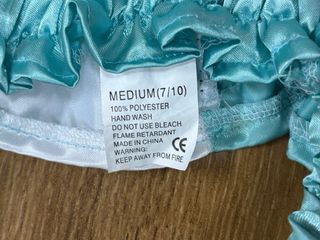 MEDIUM(7/10)
100% POLYESTER
HAND WASH
DO NOT USE BLEACH
FLAME RETARDANT
MADE IN CHINA
WARNING: CE
KEEP AWAY FROM FIRE